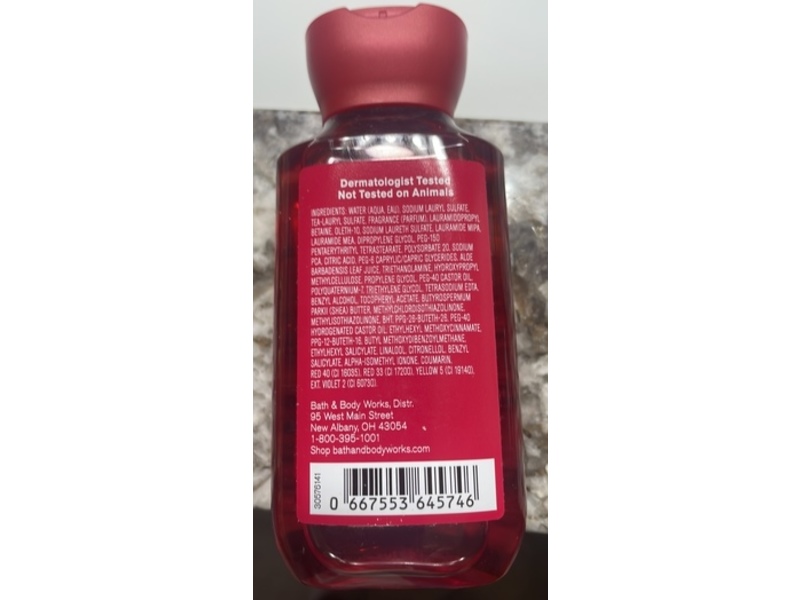 Dermatologist Tested
Not Tested on Animals
INGREDIENTS: WATER (AQUA, EAU), SODIUM LAURYL SULFATE,
TEA-LAURYL SULFATE, FRAGRANCE (PARFUM), LAURAMIDOPROPYL
BETAINE, OLETH-10, SODIUM LAURETH SULFATE, LAURAMIDE MIPA,
LAURAMIDE MEA, DIPROPYLENE GLYCOL, PEG-150
PENTAERYTHRITYL TETRASTEARATE, POLYSORBATE 20, SODIUM
PCA, CITRIC ACID, PEG-6 CAPRYLIC/CAPRIC GLYCERIDES, ALOE
BARBADENSIS LEAF JUICE, TRIETHANOLAMINE, HYDROXYPROPYL
METHYLCELLULOSE, PROPYLENE GLYCOL, PEG-40 CASTOR OIL,
POLYQUATERNIUM-7, TRIETHYLENE GLYCOL, TETRASODIUM EDTA,
BENZYL ALCOHOL, TOCOPHERYL ACETATE, BUTYROSPERMUM
PARKII (SHEA) BUTTER, METHYLCHLOROISOTHIAZOLINONE,
METHYLISOTHIAZOLINONE, BHT, PPG-26-BUTETH-26, PEG-40
HYDROGENATED CASTOR OIL, ETHYLHEXYL METHOXYCINNAMATE,
PPG-12-BUTETH-16, BUTYL METHOXYDIBENZOYLMETHANE,
ETHYLHEXYL SALICYLATE, LINALOOL, CITRONELLOL, BENZYL
SALICYLATE, ALPHA-ISOMETHYL IONONE, COUMARIN,
RED 40 (CI 16035), RED 33 (CI 17200), YELLOW 5 (CI 19140),
EXT. VIOLET 2 (CI 60730).
Bath & Body Works, Distr.
95 West Main Street
New Albany, OH 43054
1-800-395-1001
Shop bathandbodyworks.com
30576141
0 667553 645746